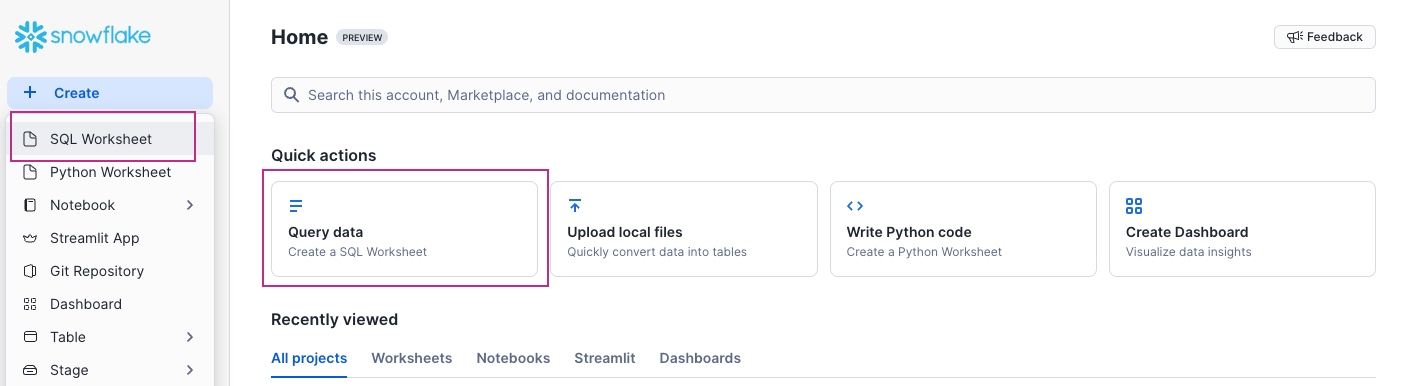 snowflake
Create
SQL Worksheet
Python Worksheet
Notebook
Streamlit App
Git Repository
Dashboard
Table
Stage
Home PREVIEW
Feedback
Search this account, Marketplace, and documentation
Quick actions
Query data
Create a SQL Worksheet
Upload local files
Quickly convert data into tables
Write Python code
Create a Python Worksheet
Create Dashboard
Visualize data insights
Recently viewed
All projects Worksheets Notebooks Streamlit Dashboards